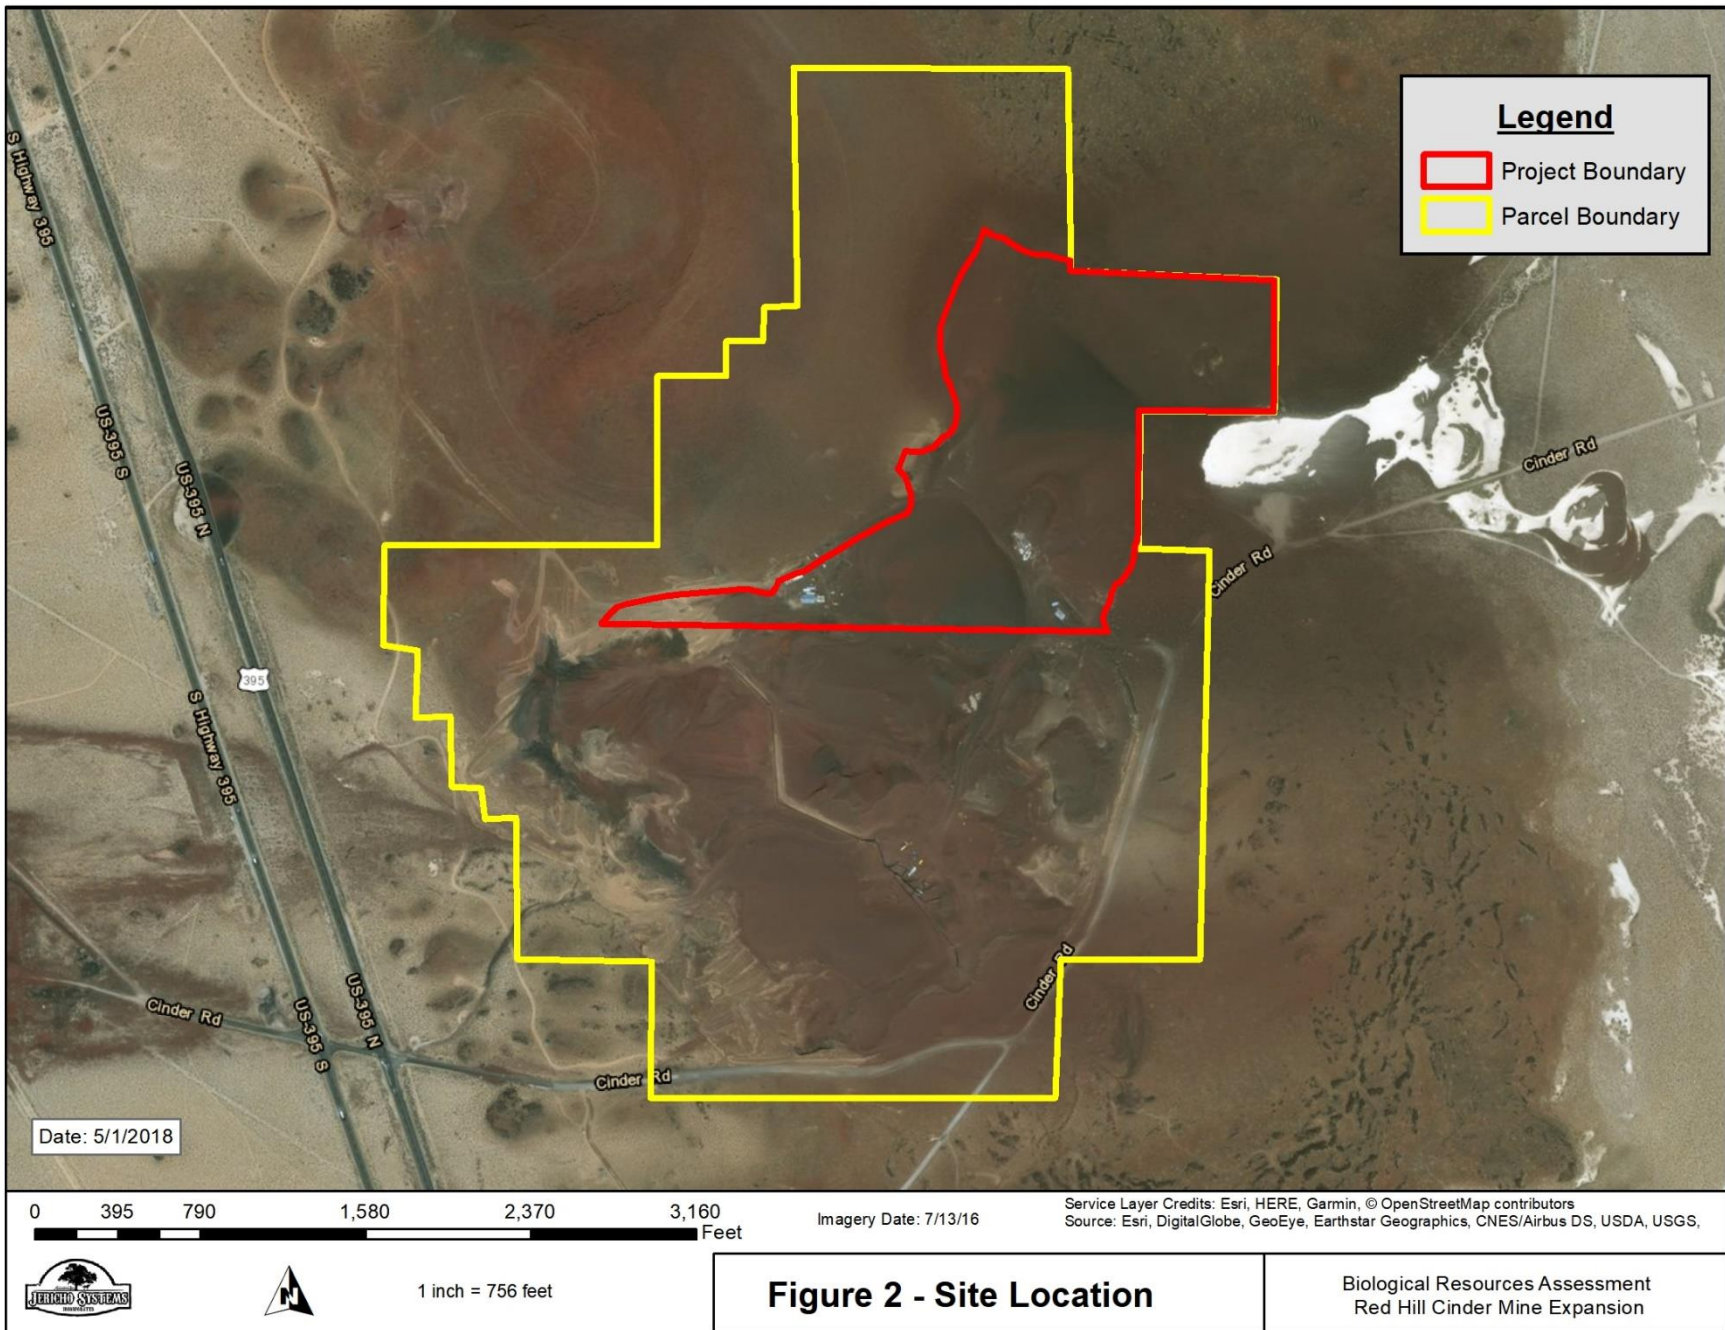 Legend
Project Boundary
Parcel Boundary
S Highway 395
US-395 S
US-395 N
Cinder Rd
Cinder Rd
395
S Highway 395
Cinder Rd
Cinder Rd
US-395 S
US-395 N
Cinder Rd
Date: 5/1/2018
0 395 790 1,580 2,370 3,160
Feet
Imagery Date: 7/13/16
Service Layer Credits: Esri, HERE, Garmin, © OpenStreetMap contributors
Source: Esri, DigitalGlobe, GeoEye, Earthstar Geographics, CNES/Airbus DS, USDA, USGS,
JERICHO SYSTEMS
N
1 inch = 756 feet
Figure 2 - Site Location
Biological Resources Assessment
Red Hill Cinder Mine Expansion